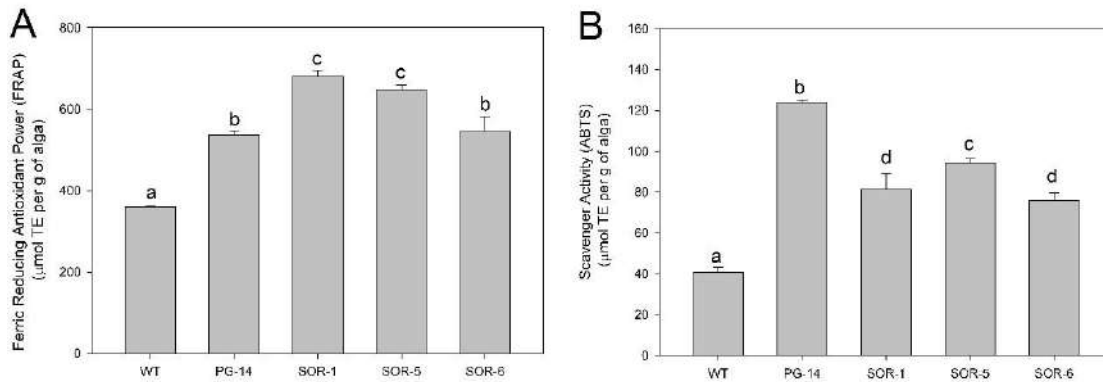 A
Ferric Reducing Antioxidant Power (FRAP)
(μmol TE per g of alga)
800
600
400
200
0
a
b
c
c
b
WT
PG-14
SOR-1
SOR-5
SOR-6
B
Scavenger Activity (ABTS)
(μmol TE per g of alga)
160
140
120
100
80
60
40
20
0
a
b
d
c
d
WT
PG-14
SOR-1
SOR-5
SOR-6